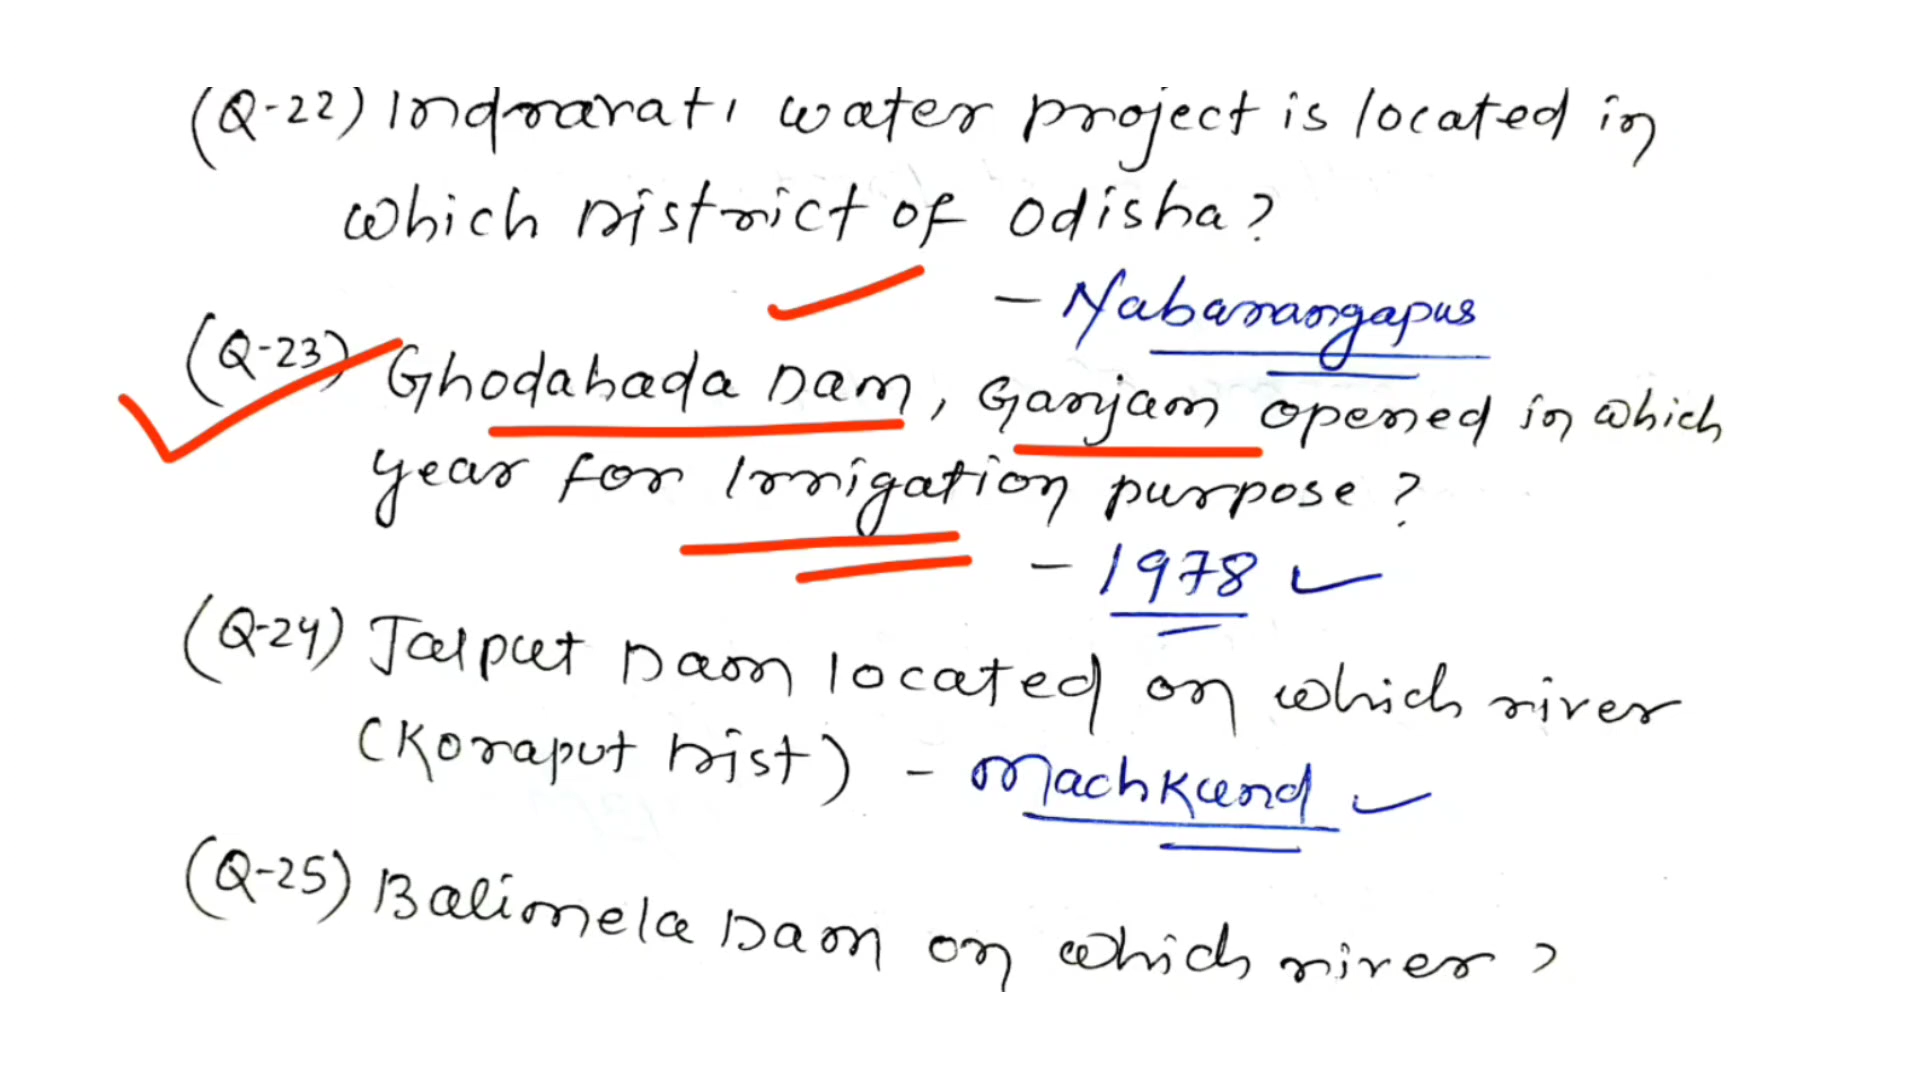 (Q-22) Indravati water project is located in
which District of Odisha?
- Nabarangapur
(Q-23) Ghodahada Dam, Ganjam opened in which
year for Irrigation purpose?
- 1978
(Q-24) Jalput Dam located on which river
(Koraput Dist) - Machkund
(Q-25) Balimela Dam on which river?